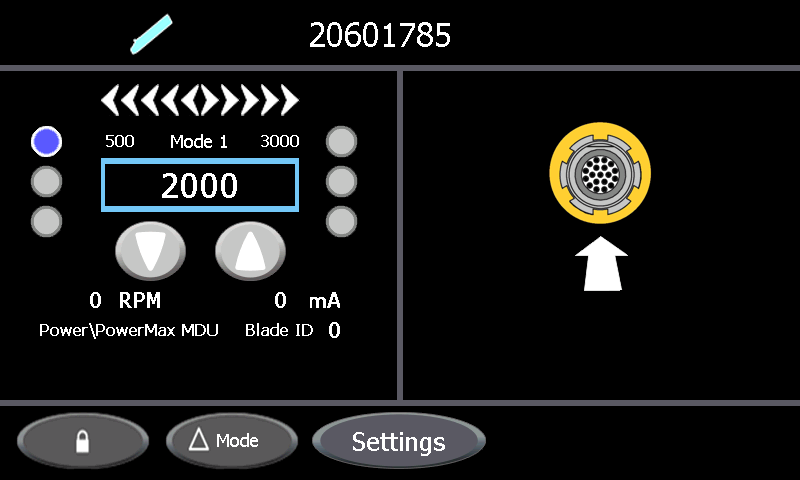 20601785
500 Mode 1 3000
2000
0 RPM 0 mA
Power\PowerMax MDU Blade ID 0
Mode Settings